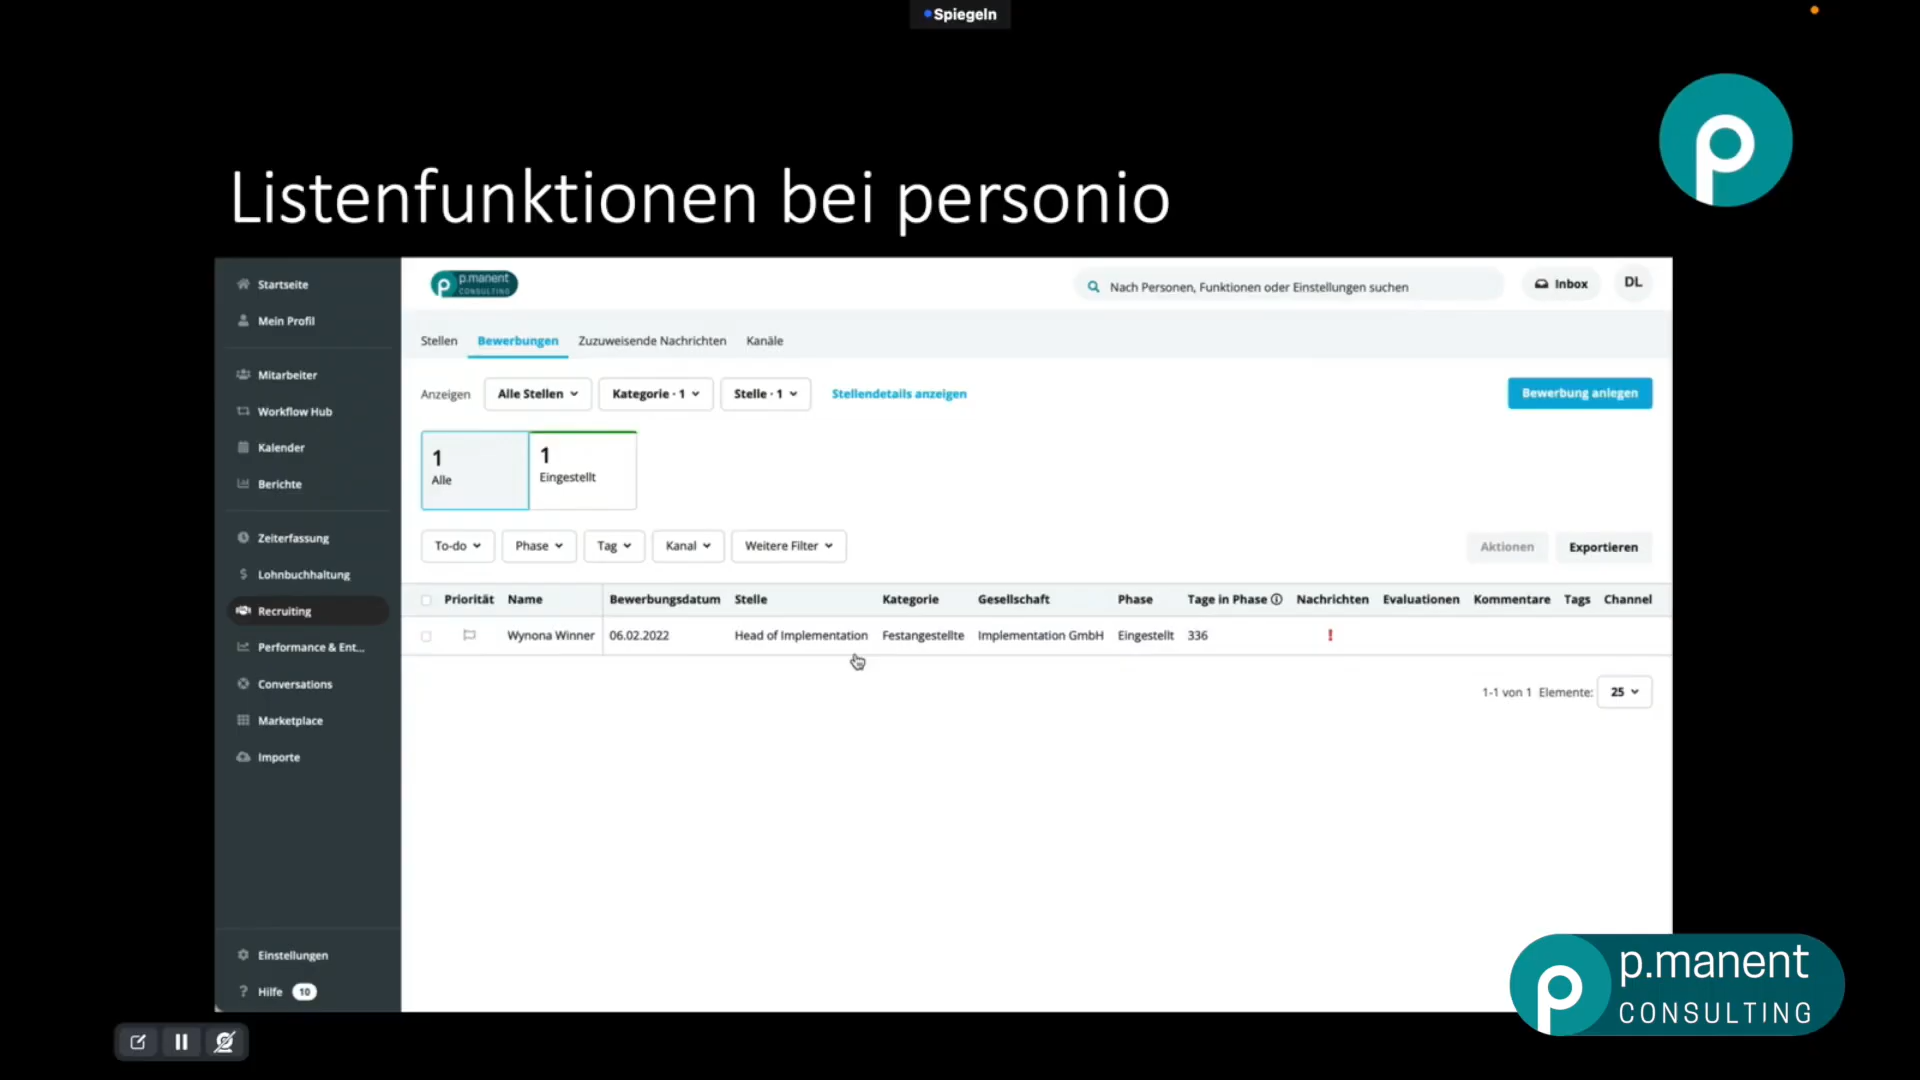 Spiegeln
p
Listenfunktionen bei personio
Startseite
Mein Profil
Mitarbeiter
Workflow Hub
Kalender
Berichte
Zeiterfassung
Lohnbuchhaltung
Recruiting
Performance & Ent...
Conversations
Marketplace
Importe
Einstellungen
Hilfe 10
p p.manent
CONSULTING
Nach Personen, Funktionen oder Einstellungen suchen
Inbox
DL
Stellen Bewerbungen Zuzuweisende Nachrichten Kanäle
Anzeigen Alle Stellen Kategorie · 1 Stelle · 1 Stellendetails anzeigen Bewerbung anlegen
1
Alle
1
Eingestellt
To-do Phase Tag Kanal Weitere Filter Aktionen Exportieren
Priorität Name Bewerbungsdatum Stelle Kategorie Gesellschaft Phase Tage in Phase Nachrichten Evaluationen Kommentare Tags Channel
Wynona Winner 06.02.2022 Head of Implementation Festangestellte Implementation GmbH Eingestellt 336 !
1-1 von 1 Elemente: 25
p p.manent
CONSULTING